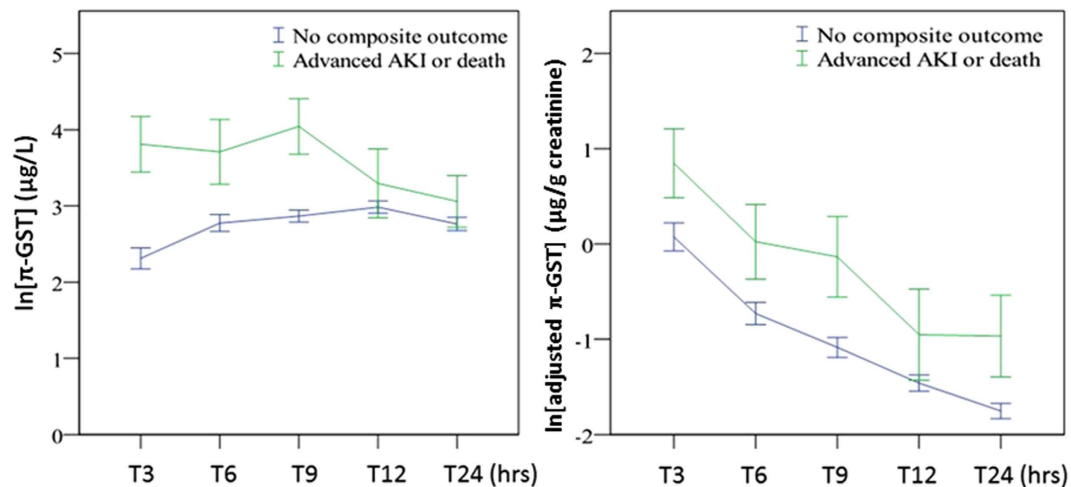 ln[π-GST] (μg/L)
5
4
3
2
1
0
No composite outcome
Advanced AKI or death
T3 T6 T9 T12 T24 (hrs)
ln[adjusted π-GST] (μg/g creatinine)
2
1
0
-1
-2
No composite outcome
Advanced AKI or death
T3 T6 T9 T12 T24 (hrs)